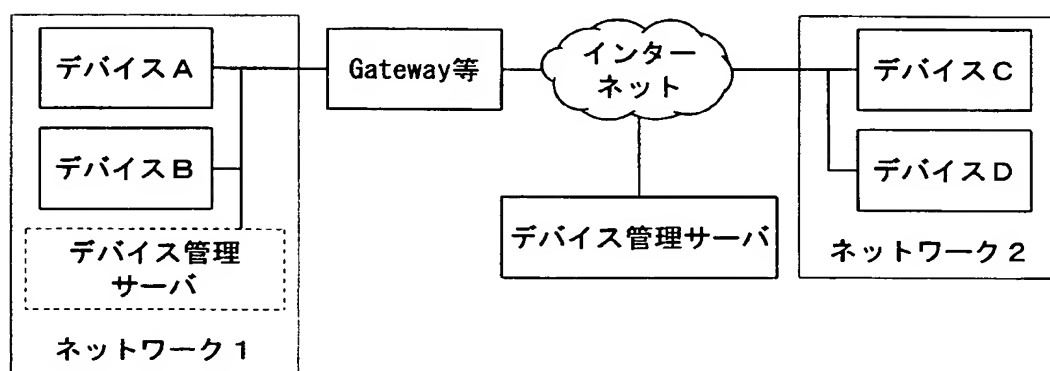 デバイスA
デバイスB
デバイス管理
サーバ
ネットワーク1
Gateway等
インター
ネット
デバイス管理サーバ
デバイスC
デバイスD
ネットワーク2